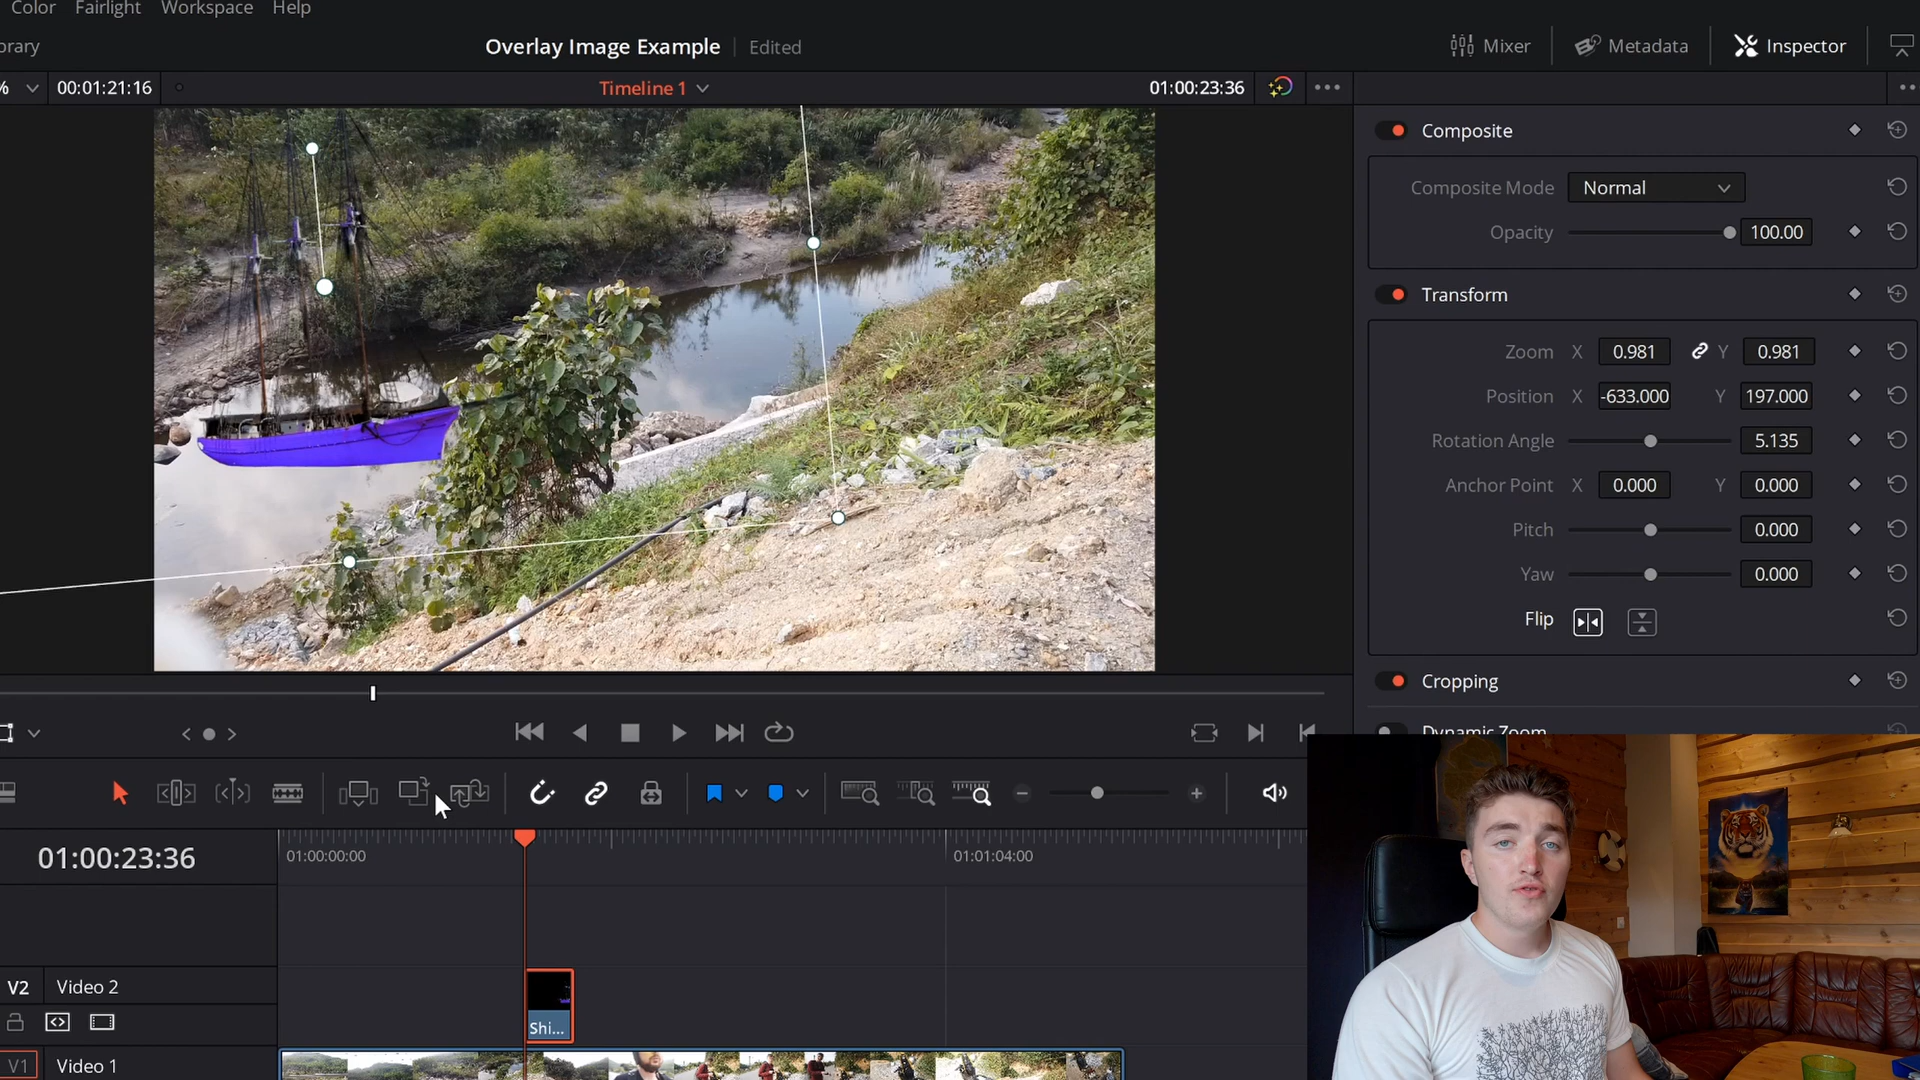 Color Fairlight Workspace Help
brary
Overlay Image Example Edited
Mixer Metadata Inspector
% 00:01:21:16
Timeline 1
01:00:23:36
Composite
Composite Mode Normal
Opacity 100.00
Transform
Zoom X 0.981 Y 0.981
Position X -633.000 Y 197.000
Rotation Angle 5.135
Anchor Point X 0.000 Y 0.000
Pitch 0.000
Yaw 0.000
Flip
Cropping
Dynamic Zoom
01:00:23:36
01:00:00:00
01:01:04:00
V2 Video 2
Shi...
V1 Video 1